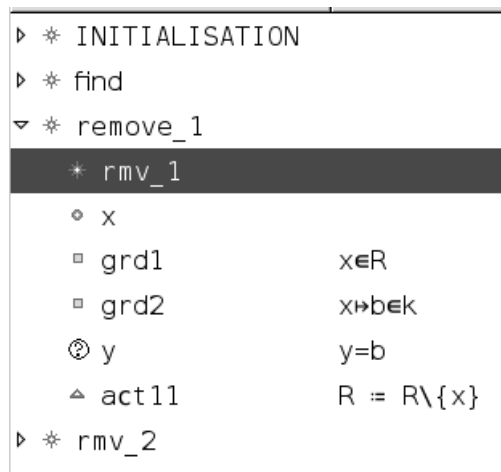 INITIALISATION
find
remove_1
rmv_1
x
grd1 x∈R
grd2 x↦b∈k
y y=b
act11 R ≔ R\{x}
rmv_2